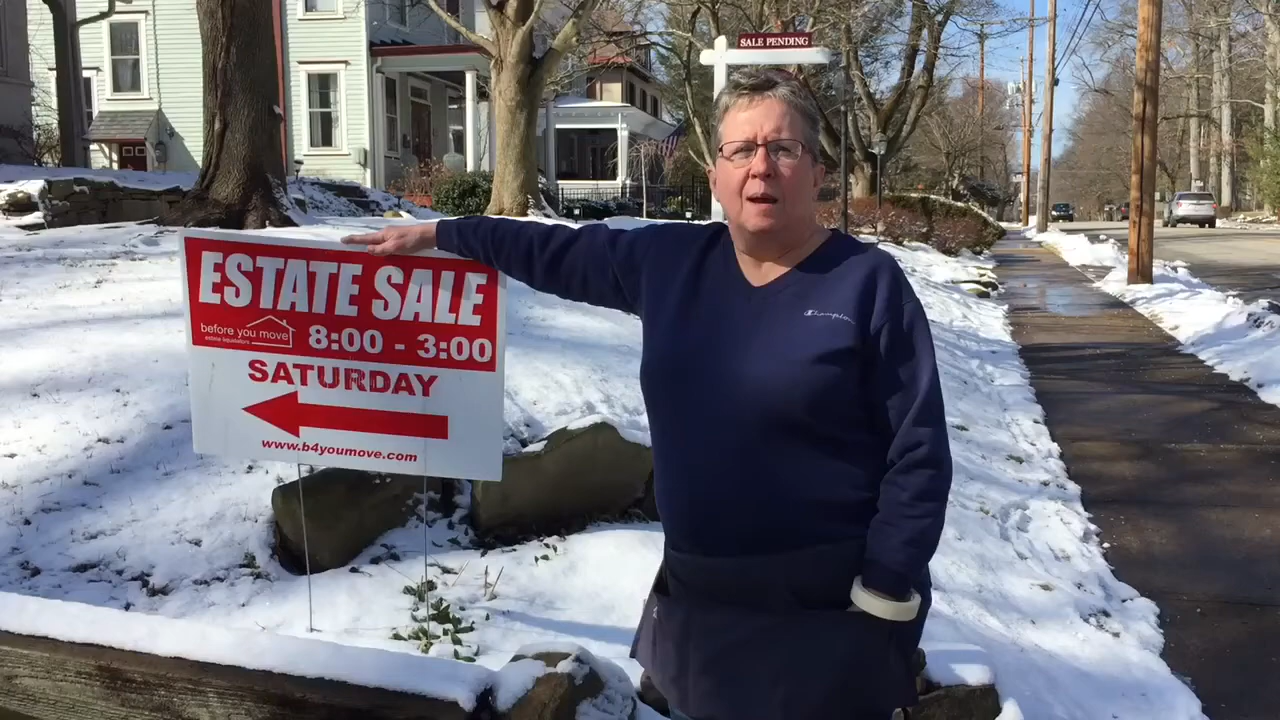 SALE PENDING
ESTATE SALE
before you move
estate liquidators
8:00 - 3:00
SATURDAY
www.b4youmove.com
Champion